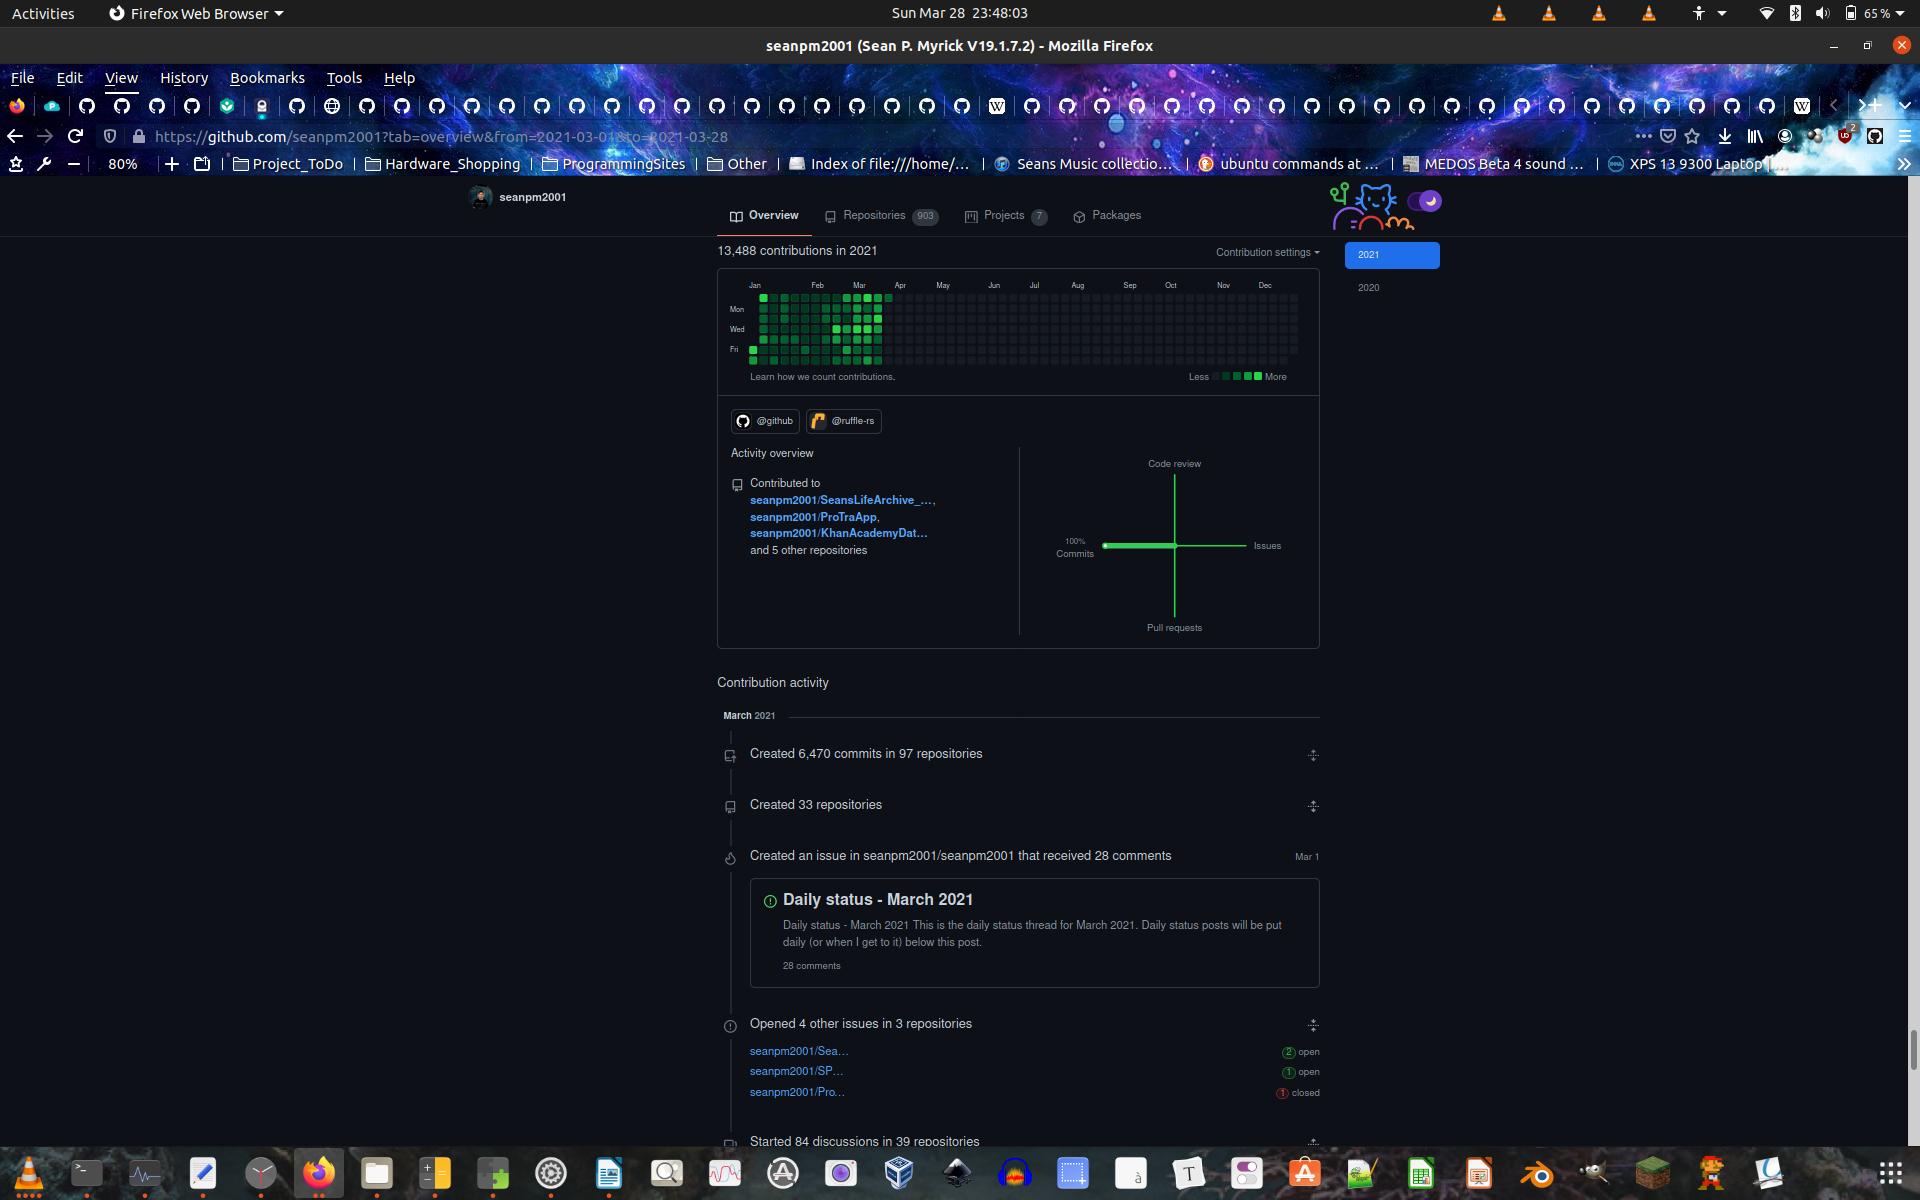 Activities Firefox Web Browser Sun Mar 28 23:48:03 65 %
seanpm2001 (Sean P. Myrick V19.1.7.2) - Mozilla Firefox
File Edit View History Bookmarks Tools Help
https://github.com/seanpm2001?tab=overview&from=2021-03-01&to=2021-03-28 2
80% Project_ToDo Hardware_Shopping ProgrammingSites Other Index of file:///home/... Seans Music collectio... ubuntu commands at ... MEDOS Beta 4 sound ... XPS 13 9300 Laptop
seanpm2001
Overview Repositories 903 Projects 7 Packages
13,488 contributions in 2021 Contribution settings
2021
2020
Jan Feb Mar Apr May Jun Jul Aug Sep Oct Nov Dec
Mon
Wed
Fri
Learn how we count contributions. Less More
@github @ruffle-rs
Activity overview
Contributed to
seanpm2001/SeansLifeArchive_…,
seanpm2001/ProTraApp,
seanpm2001/KhanAcademyDat…
and 5 other repositories
Code review
100%
Commits
Issues
Pull requests
Contribution activity
March 2021
Created 6,470 commits in 97 repositories
Created 33 repositories
Created an issue in seanpm2001/seanpm2001 that received 28 comments Mar 1
Daily status - March 2021
Daily status - March 2021 This is the daily status thread for March 2021. Daily status posts will be put
daily (or when I get to it) below this post.
28 comments
Opened 4 other issues in 3 repositories
seanpm2001/Sea… 2 open
seanpm2001/SP… 1 open
seanpm2001/Pro… 1 closed
Started 84 discussions in 39 repositories